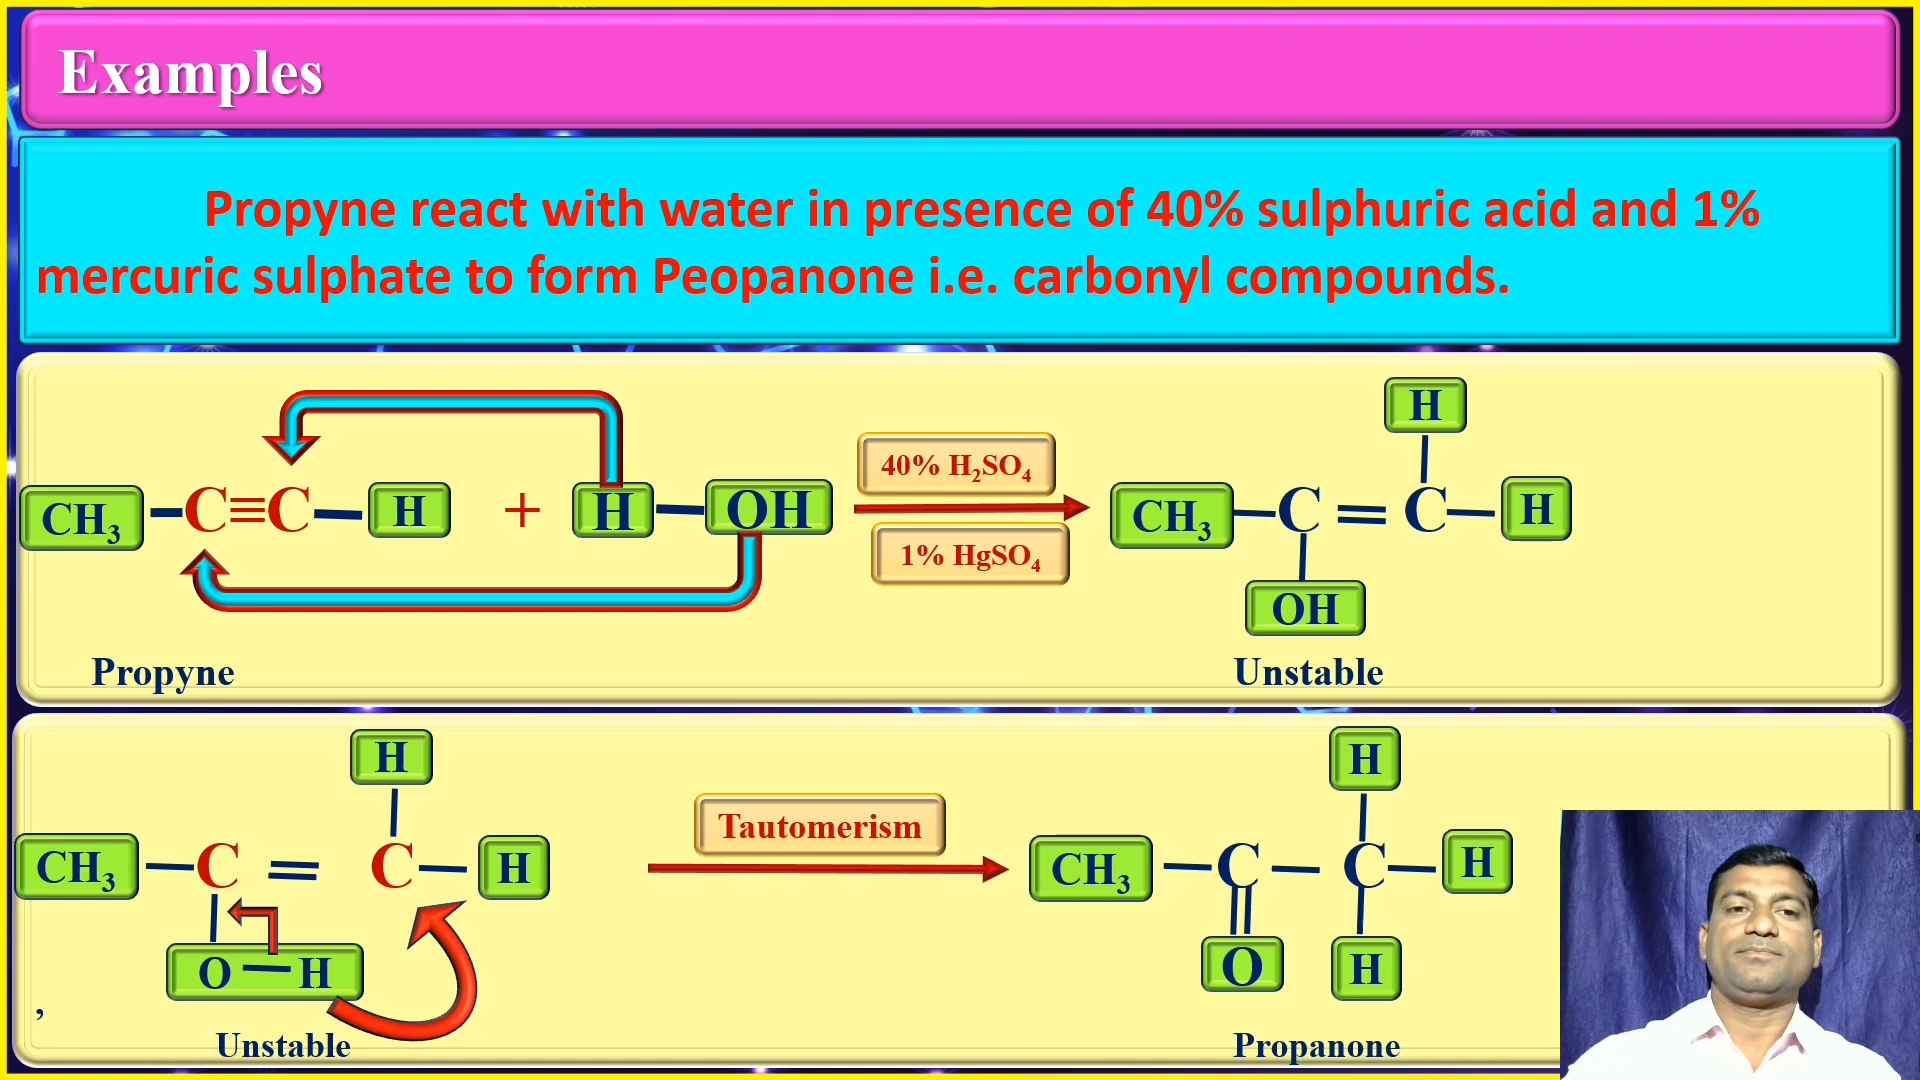 Examples
Propyne react with water in presence of 40% sulphuric acid and 1%
mercuric sulphate to form Peopanone i.e. carbonyl compounds.
H
40% H₂SO₄
CH₃ C≡C H + H OH CH₃ C = C H
1% HgSO₄
OH
Propyne Unstable
H H
Tautomerism
CH₃ C = C H CH₃ C C H
O H O H
,
Unstable Propanone